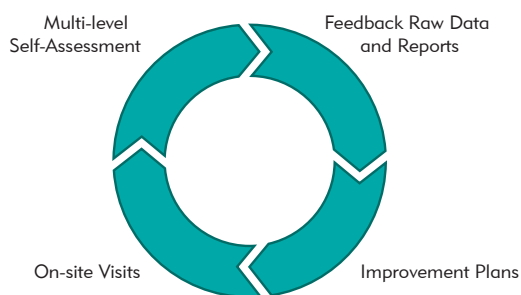 Multi-level
Self-Assessment
Feedback Raw Data
and Reports
On-site Visits
Improvement Plans